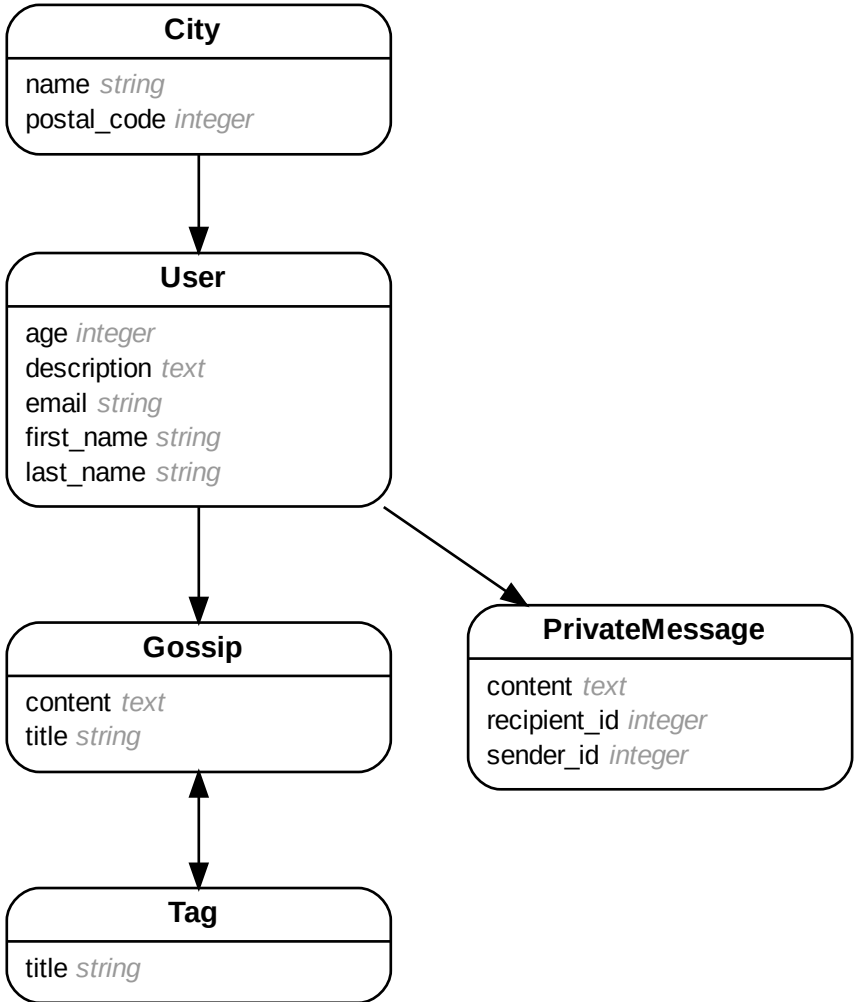 City
name string
postal_code integer
User
age integer
description text
email string
first_name string
last_name string
Gossip
content text
title string
PrivateMessage
content text
recipient_id integer
sender_id integer
Tag
title string